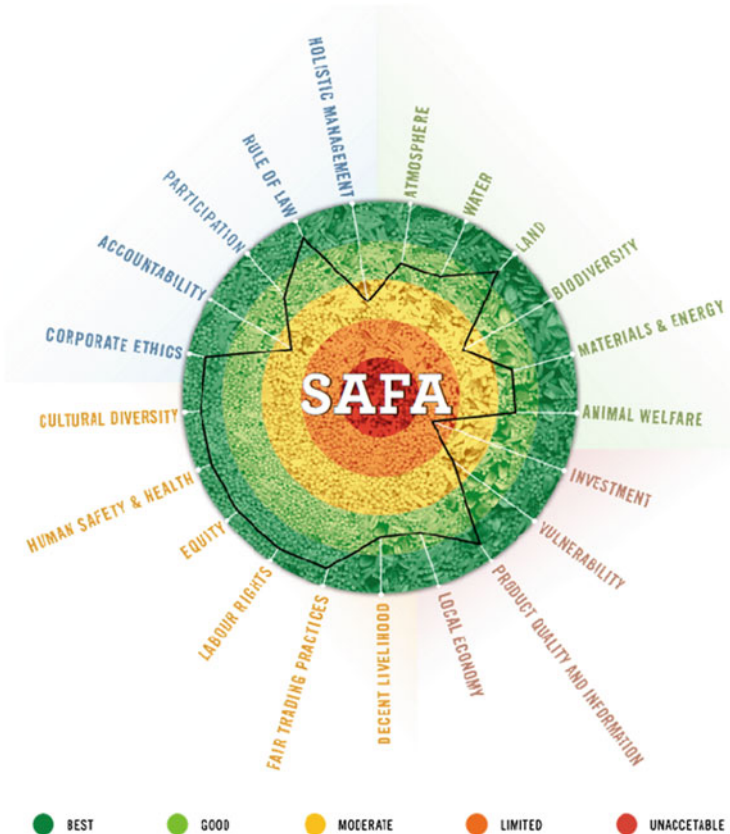 HOLISTIC MANAGEMENT
ATMOSPHERE
WATER
LAND
BIODIVERSITY
MATERIALS & ENERGY
ANIMAL WELFARE
INVESTMENT
VULNERABILITY
PRODUCT QUALITY AND INFORMATION
LOCAL ECONOMY
DECENT LIVELIHOOD
FAIR TRADING PRACTICES
LABOUR RIGHTS
EQUITY
HUMAN SAFETY & HEALTH
CULTURAL DIVERSITY
CORPORATE ETHICS
ACCOUNTABILITY
PARTICIPATION
RULE OF LAW
SAFA
BEST
GOOD
MODERATE
LIMITED
UNACCETABLE